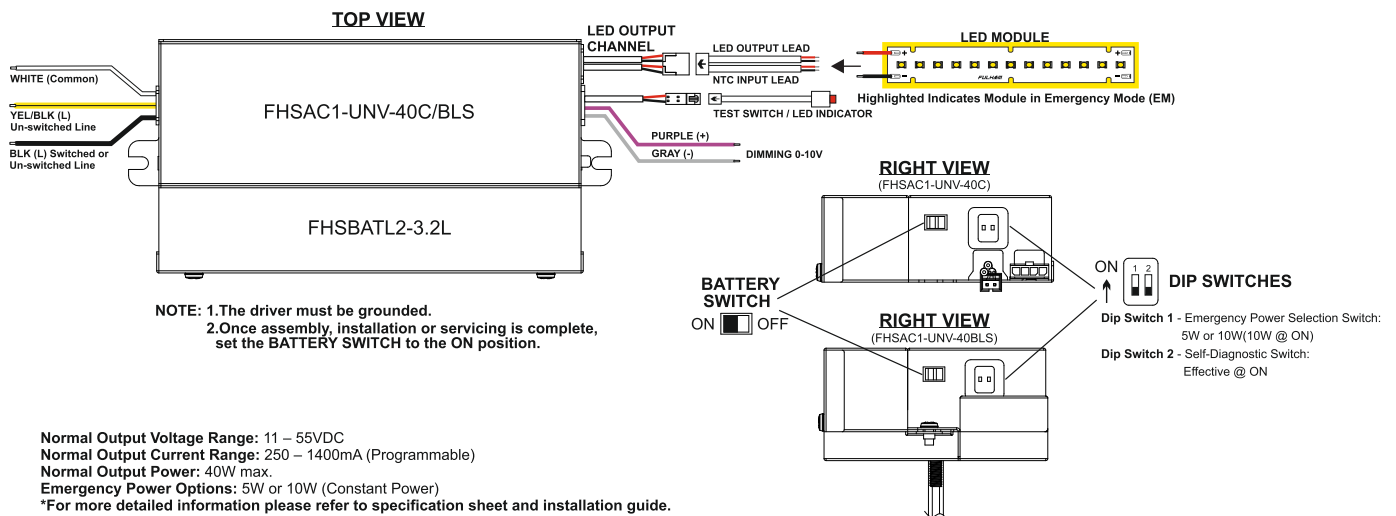 TOP VIEW
WHITE (Common)
YEL/BLK (L)
Un-switched Line
BLK (L) Switched or
Un-switched Line
FHSAC1-UNV-40C/BLS
FHSBATL2-3.2L
LED OUTPUT
CHANNEL
LED OUTPUT LEAD
NTC INPUT LEAD
TEST SWITCH / LED INDICATOR
PURPLE (+)
GRAY (-)
DIMMING 0-10V
LED MODULE
+
+
-
-
FULHAM
Highlighted Indicates Module in Emergency Mode (EM)
NOTE: 1.The driver must be grounded.
2.Once assembly, installation or servicing is complete,
set the BATTERY SWITCH to the ON position.
RIGHT VIEW
(FHSAC1-UNV-40C)
BATTERY
SWITCH
ON OFF
RIGHT VIEW
(FHSAC1-UNV-40BLS)
ON
1 2
DIP SWITCHES
Dip Switch 1 - Emergency Power Selection Switch:
5W or 10W(10W @ ON)
Dip Switch 2 - Self-Diagnostic Switch:
Effective @ ON
Normal Output Voltage Range: 11 – 55VDC
Normal Output Current Range: 250 – 1400mA (Programmable)
Normal Output Power: 40W max.
Emergency Power Options: 5W or 10W (Constant Power)
*For more detailed information please refer to specification sheet and installation guide.